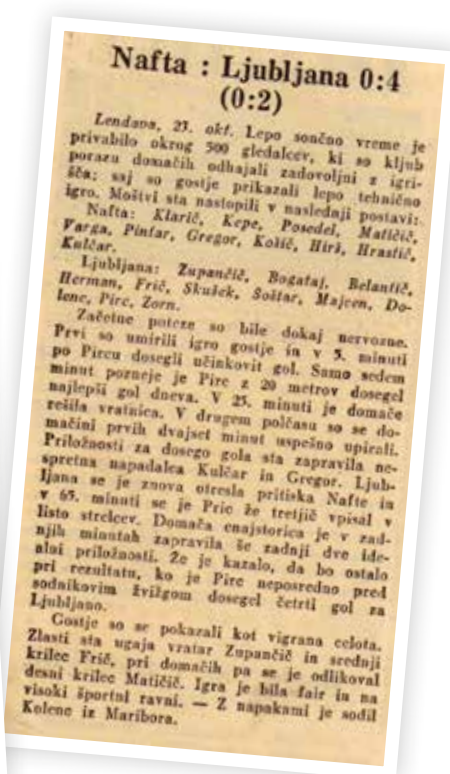 Nafta : Ljubljana 0:4
(0:2)
Lendava, 23. okt. Lepo sončno vreme je
privabilo okrog 500 gledalcev, ki so kljub
porazu domačih odhajali zadovoljni z igri-
šča; saj so gostje prikazali lepo tehnično
igro. Moštvi sta nastopili v naslednji postavi:
Nafta: Klarič, Kepe, Posedel, Matičič,
Varga, Pintar, Gregor, Košič, Hirš, Hrastič,
Kulčar.
Ljubljana: Zupančič, Bogataj, Belantič,
Herman, Frič, Skušek, Šoštar, Majcen, Do-
lenc, Pirc, Zorn.
Začetne poteze so bile dokaj nervozne.
Prvi so umirili igro gostje in v 5. minuti
po Pircu dosegli učinkovit gol. Samo sedem
minut pozneje je Pirc z 20 metrov dosegel
najlepši gol dneva. V 25. minuti je domače
rešila vratnica. V drugem polčasu so se do-
mačini prvih dvajset minut uspešno upirali.
Priložnosti za dosego gola sta zapravila ne-
spretna napadalca Kulčar in Gregor. Ljub-
ljana se je znova otresla pritiska Nafte in
v 65. minuti se je Pric že tretjič vpisal v
listo strelcev. Domača enajstorica je v zad-
njih minutah zapravila še zadnji dve ide-
alni priložnosti. Že je kazalo, da bo ostalo
pri rezultatu, ko je Pirc neposredno pred
sodnikovim žvižgom dosegel četrti gol za
Ljubljano.
Gostje so se pokazali kot vigrana celota.
Zlasti sta ugaja vratar Zupančič in srednji
krilec Frič, pri domačih pa se je odlikoval
desni krilec Matičič. Igra je bila fair in na
visoki športni ravni. — Z napakami je sodil
Kolenc iz Maribora.